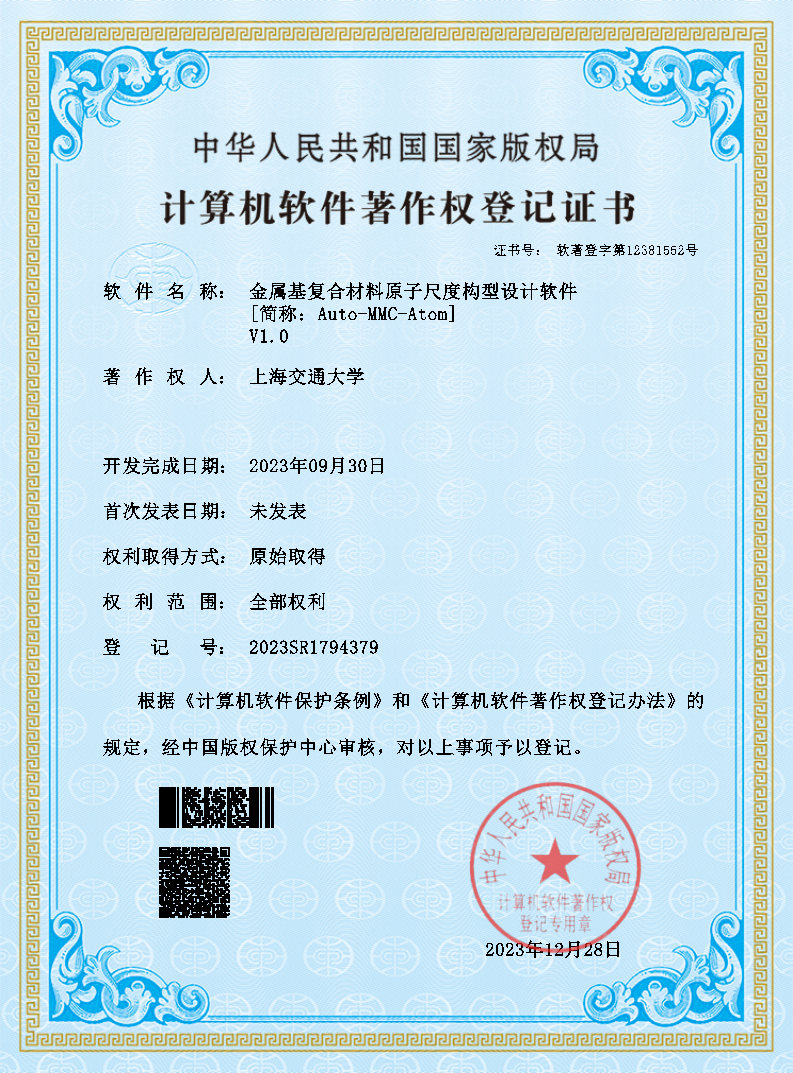 中华人民共和国国家版权局
计算机软件著作权登记证书
证书号： 软著登字第12381552号
软 件 名 称： 金属基复合材料原子尺度构型设计软件
[简称：Auto-MMC-Atom]
V1.0
著 作 权 人： 上海交通大学
开发完成日期： 2023年09月30日
首次发表日期： 未发表
权利取得方式： 原始取得
权 利 范 围： 全部权利
登 记 号： 2023SR1794379
根据《计算机软件保护条例》和《计算机软件著作权登记办法》的
规定，经中国版权保护中心审核，对以上事项予以登记。
中华人民共和国国家版权局
计算机软件著作权
登记专用章
2023年12月28日